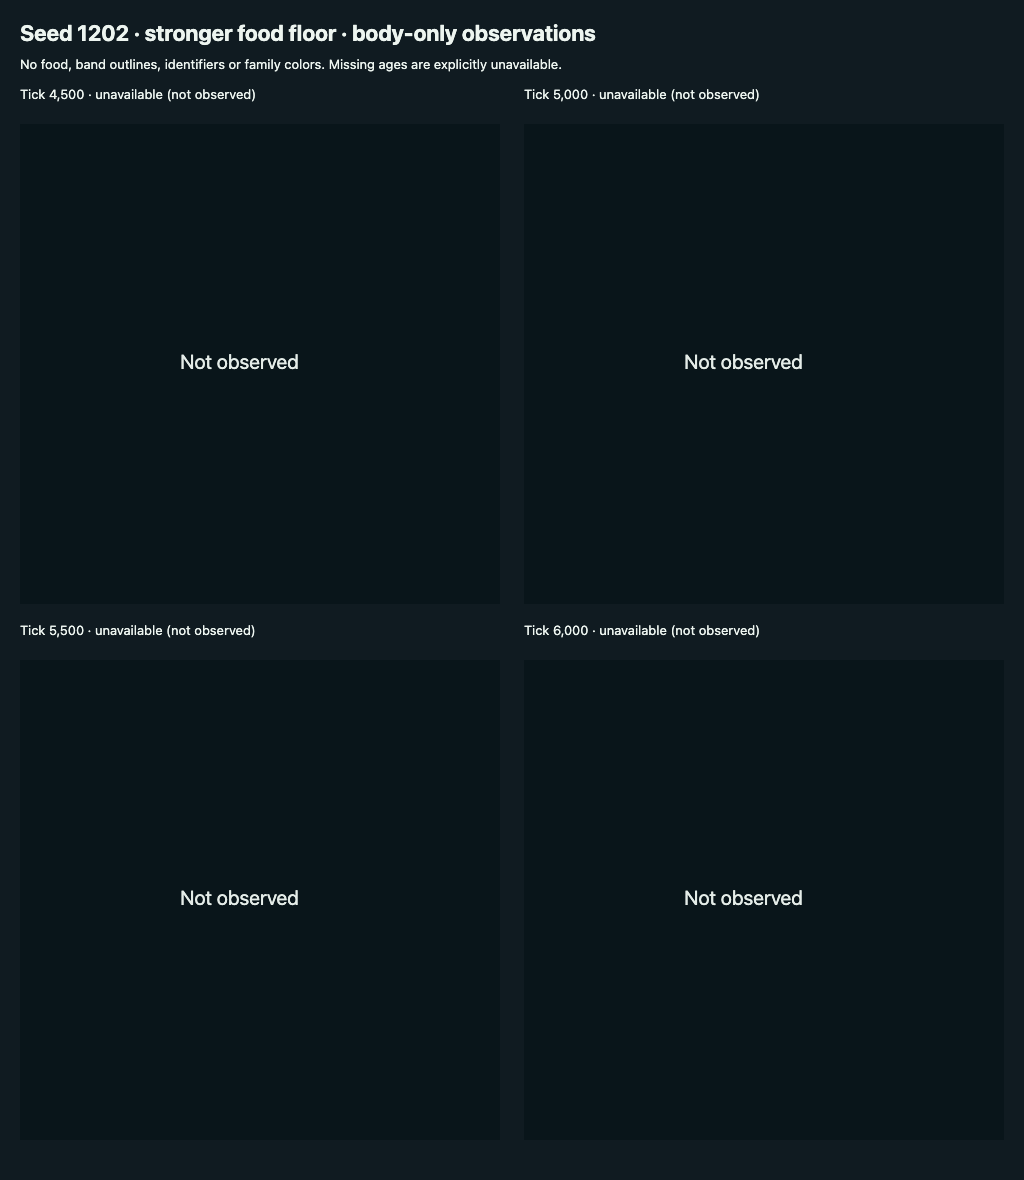 Seed 1202 · stronger food floor · body-only observations
No food, band outlines, identifiers or family colors. Missing ages are explicitly unavailable.
Tick 4,500 · unavailable (not observed)
Tick 5,000 · unavailable (not observed)
Not observed
Not observed
Tick 5,500 · unavailable (not observed)
Tick 6,000 · unavailable (not observed)
Not observed
Not observed